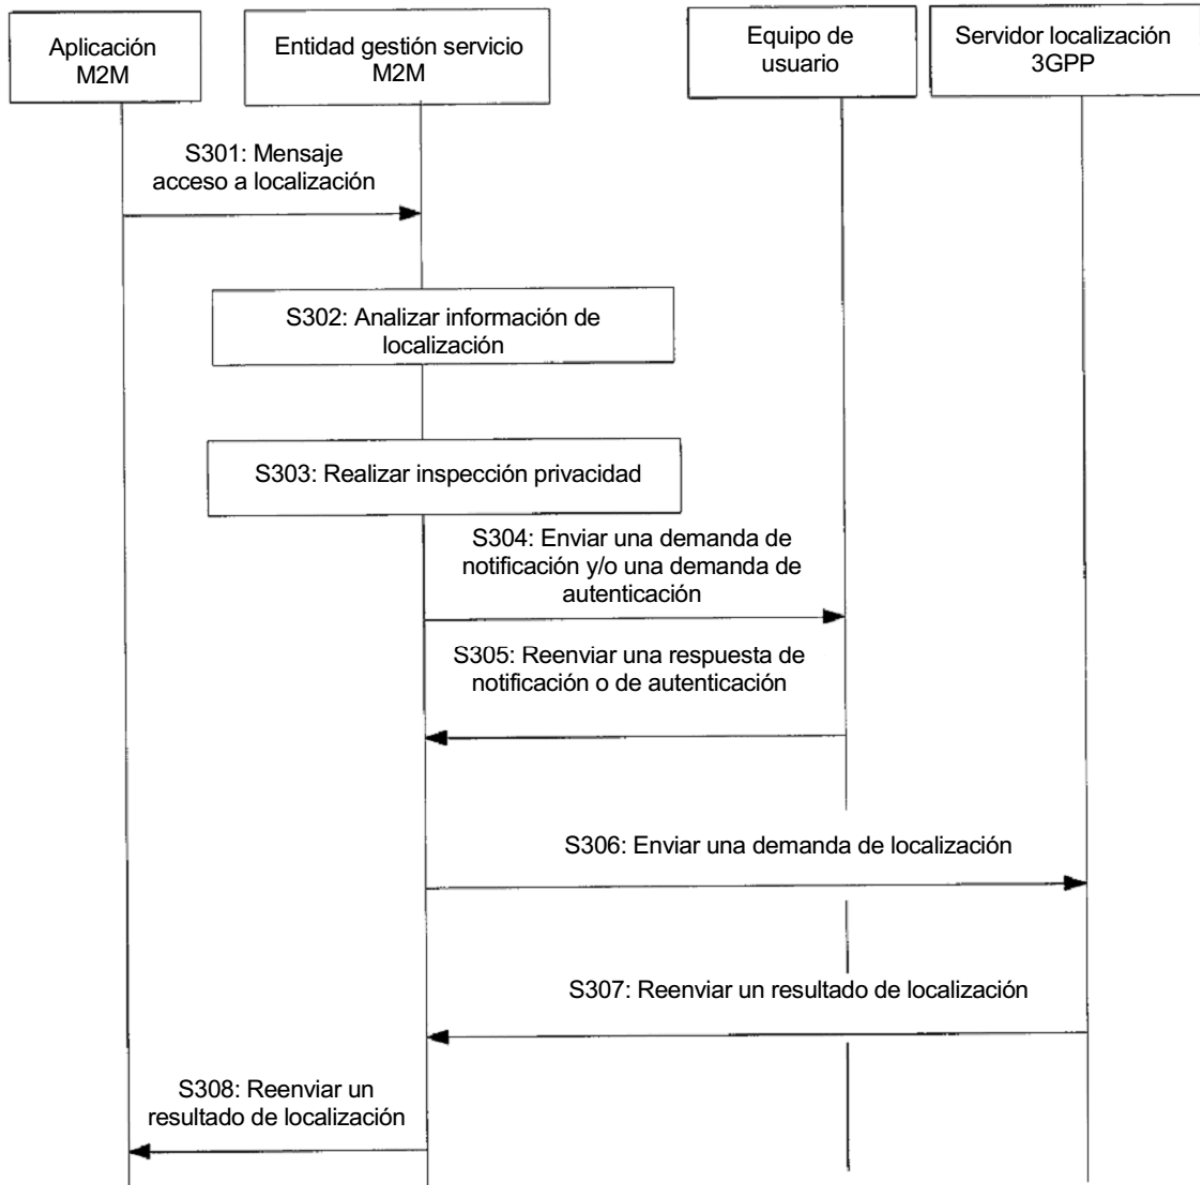 Aplicación
M2M
Entidad gestión servicio
M2M
Equipo de
usuario
Servidor localización
3GPP
S301: Mensaje
acceso a localización
S302: Analizar información de
localización
S303: Realizar inspección privacidad
S304: Enviar una demanda de
notificación y/o una demanda de
autenticación
S305: Reenviar una respuesta de
notificación o de autenticación
S306: Enviar una demanda de localización
S307: Reenviar un resultado de localización
S308: Reenviar un
resultado de localización